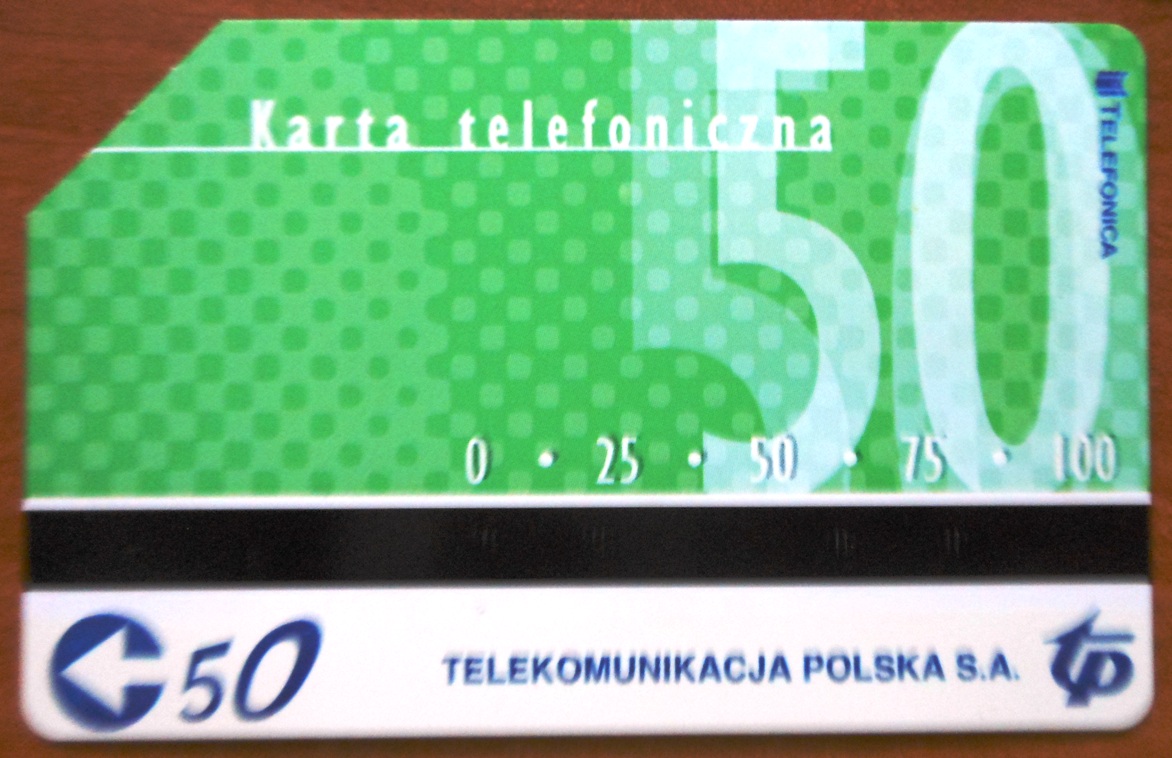 50
Karta telefoniczna
TELEFONICA
0 • 25 • 50 • 75 • 100
50
TELEKOMUNIKACJA POLSKA S.A.
tp